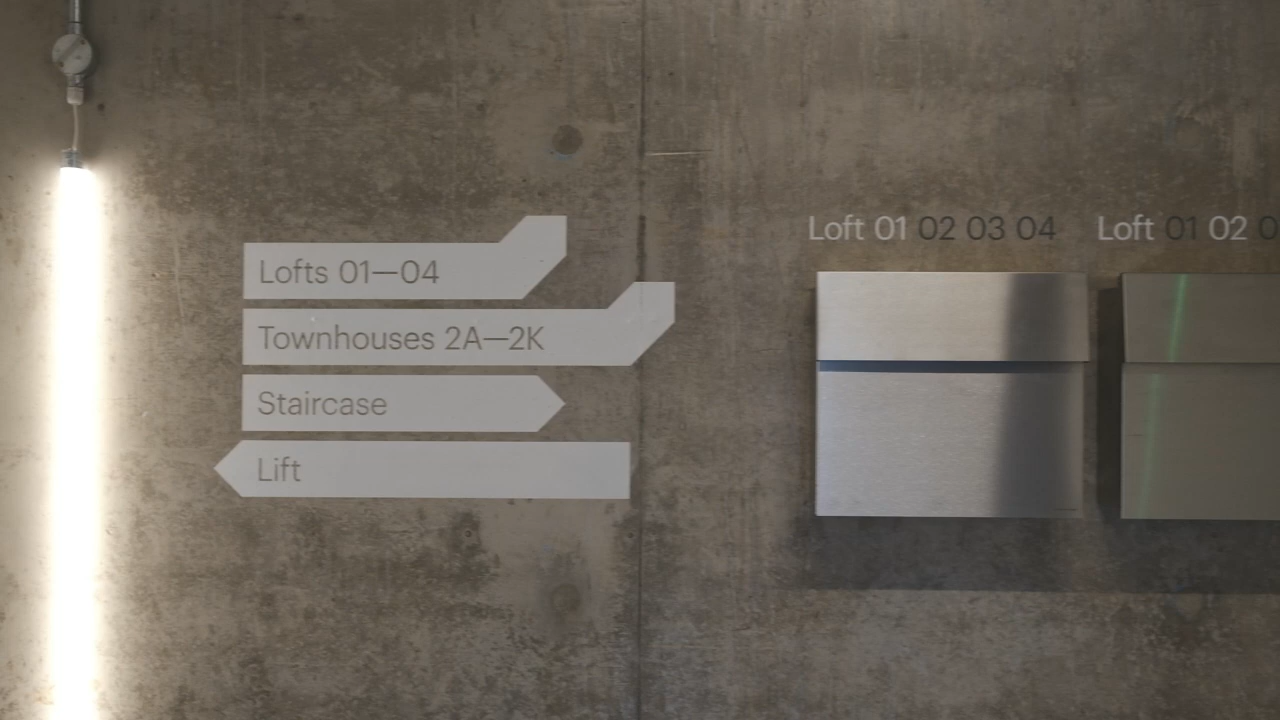 Lofts 01—04
Townhouses 2A—2K
Staircase
Lift
Loft 01 02 03 04
Loft 01 02